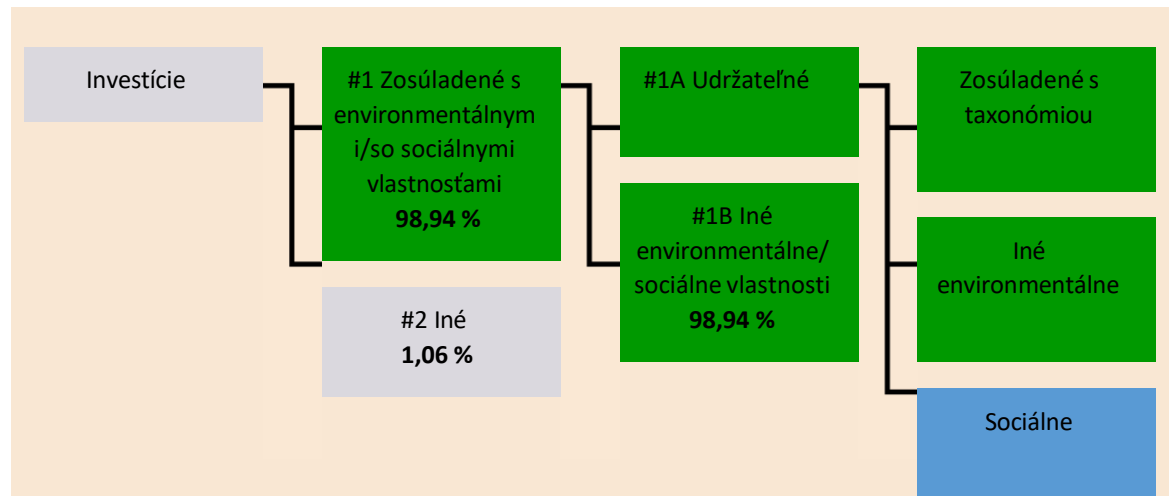 Investície
#1 Zosúladené s
environmentálnym
i/so sociálnymi
vlastnosťami
98,94 %
#2 Iné
1,06 %
#1A Udržateľné
#1B Iné
environmentálne/
sociálne vlastnosti
98,94 %
Zosúladené s
taxonómiou
Iné
environmentálne
Sociálne